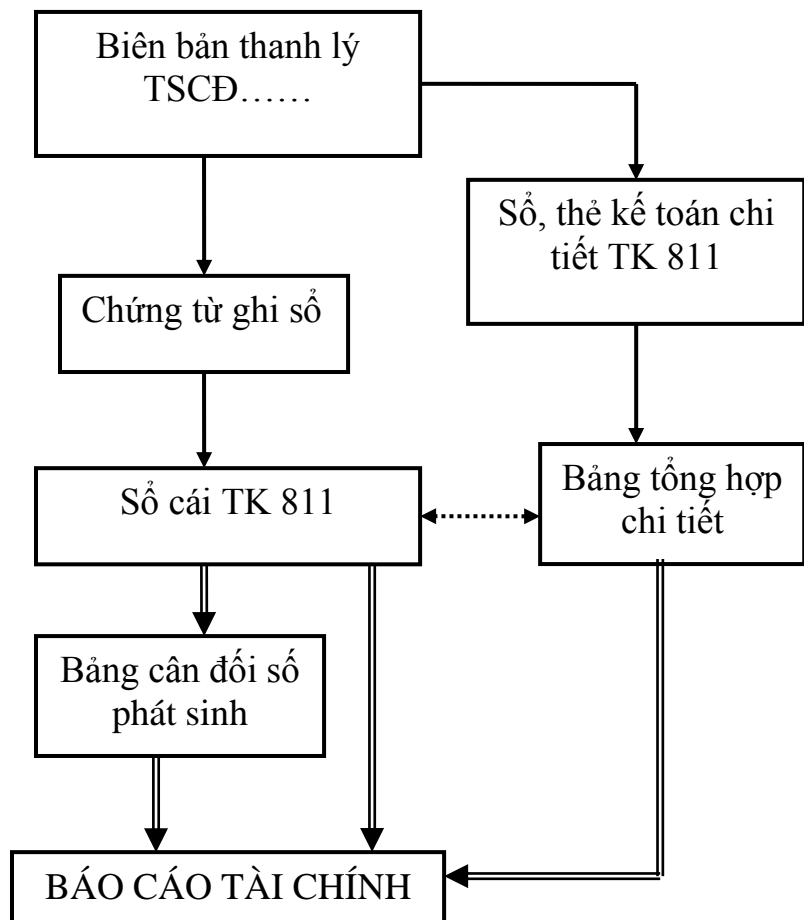 Biên bản thanh lý
TSCĐ……
Sổ, thẻ kế toán chi
tiết TK 811
Chứng từ ghi sổ
Sổ cái TK 811
Bảng tổng hợp
chi tiết
Bảng cân đối số
phát sinh
BÁO CÁO TÀI CHÍNH